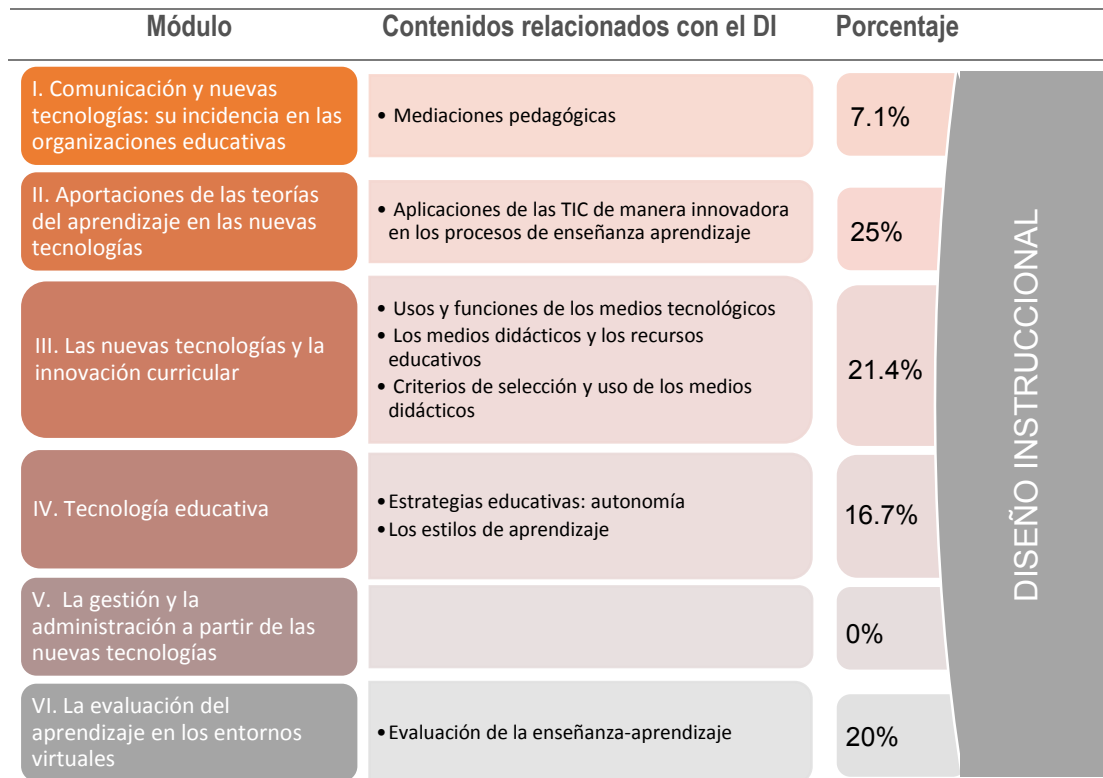 Módulo Contenidos relacionados con el DI Porcentaje
I. Comunicación y nuevas
tecnologías: su incidencia en las
organizaciones educativas
• Mediaciones pedagógicas
7.1%
II. Aportaciones de las teorías
del aprendizaje en las nuevas
tecnologías
• Aplicaciones de las TIC de manera innovadora
en los procesos de enseñanza aprendizaje
25%
III. Las nuevas tecnologías y la
innovación curricular
• Usos y funciones de los medios tecnológicos
• Los medios didácticos y los recursos
educativos
• Criterios de selección y uso de los medios
didácticos
21.4%
IV. Tecnología educativa
•Estrategias educativas: autonomía
•Los estilos de aprendizaje
16.7%
V. La gestión y la
administración a partir de las
nuevas tecnologías
0%
VI. La evaluación del
aprendizaje en los entornos
virtuales
•Evaluación de la enseñanza-aprendizaje
20%
DISEÑO INSTRUCCIONAL